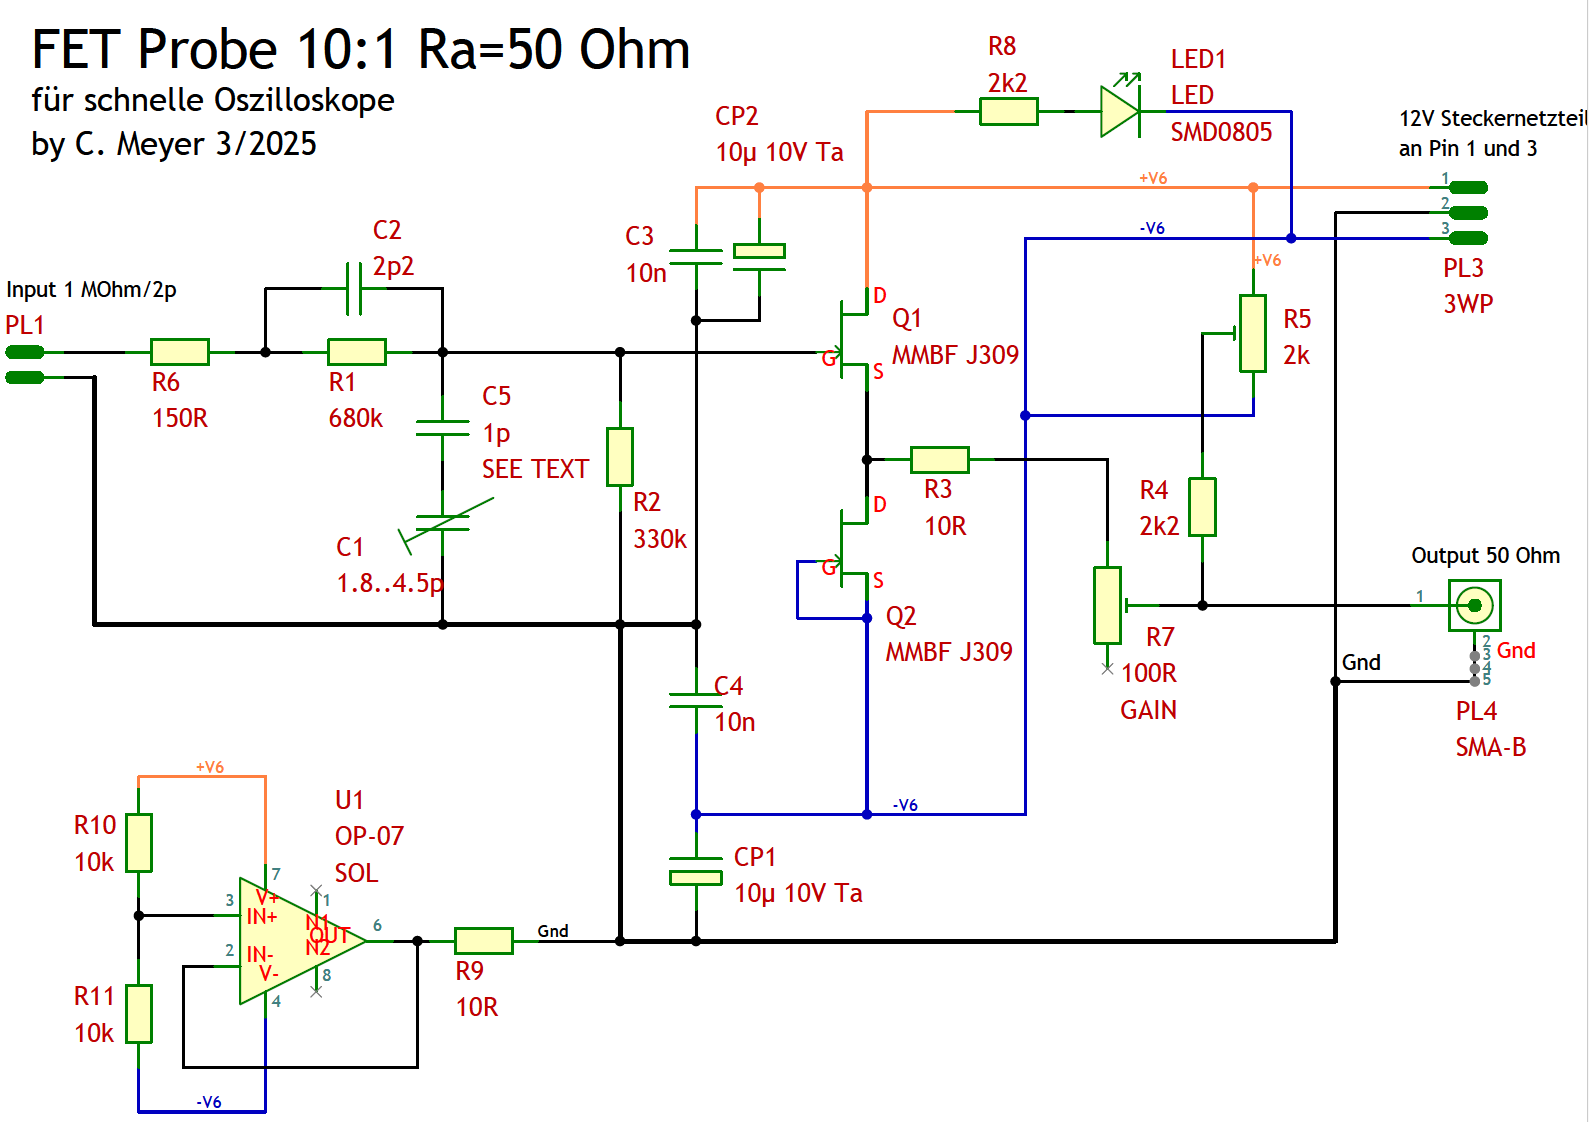 FET Probe 10:1 Ra=50 Ohm
für schnelle Oszilloskope
by C. Meyer 3/2025
R8
2k2
LED1
LED
SMD0805
12V Steckernetzteil
an Pin 1 und 3
CP2
10µ 10V Ta
+V6
1
2
3
-V6
PL3
3WP
C2
2p2
C3
10n
+V6
Input 1 MOhm/2p
PL1
R6
150R
R1
680k
D
G
S
Q1
MMBF J309
R5
2k
C5
1p
SEE TEXT
R2
330k
C1
1.8..4.5p
D
G
S
R3
10R
R4
2k2
Q2
MMBF J309
R7
100R
GAIN
Output 50 Ohm
1
2
3
4
5
Gnd
Gnd
PL4
SMA-B
C4
10n
-V6
CP1
10µ 10V Ta
+V6
R10
10k
R11
10k
U1
OP-07
SOL
7
V+
3
IN+
1
N1
OUT
6
N2
2
IN-
V-
8
4
-V6
R9
10R
Gnd